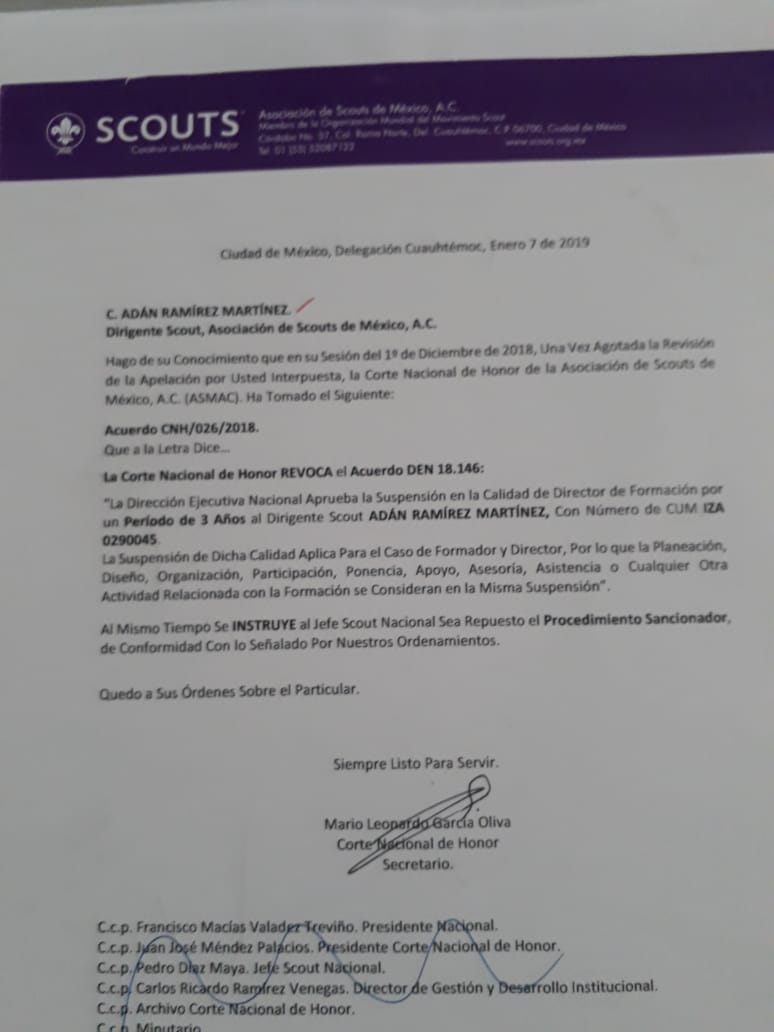 SCOUTS
Construir un Mundo Mejor
Asociación de Scouts de México, A.C.
Miembro de la Organización Mundial del Movimiento Scout
Córdoba No. 57, Col. Roma Norte, Del. Cuauhtémoc, C.P. 06700, Ciudad de México
www.scouts.org.mx
Ciudad de México, Delegación Cuauhtémoc, Enero 7 de 2019
C. ADÁN RAMÍREZ MARTÍNEZ.
Dirigente Scout, Asociación de Scouts de México, A.C.
Hago de su Conocimiento que en su Sesión del 1º de Diciembre de 2018, Una Vez Agotada la Revisión
de la Apelación por Usted Interpuesta, la Corte Nacional de Honor de la Asociación de Scouts de
México, A.C. (ASMAC). Ha Tomado el Siguiente:
Acuerdo CNH/026/2018.
Que a la Letra Dice...
La Corte Nacional de Honor REVOCA el Acuerdo DEN 18.146:
"La Dirección Ejecutiva Nacional Aprueba la Suspensión en la Calidad de Director de Formación por
un Período de 3 Años al Dirigente Scout ADÁN RAMÍREZ MARTÍNEZ, Con Número de CUM IZA
0290045.
La Suspensión de Dicha Calidad Aplica Para el Caso de Formador y Director, Por lo que la Planeación,
Diseño, Organización, Participación, Ponencia, Apoyo, Asesoría, Asistencia o Cualquier Otra
Actividad Relacionada con la Formación se Consideran en la Misma Suspensión".
Al Mismo Tiempo Se INSTRUYE al Jefe Scout Nacional Sea Repuesto el Procedimiento Sancionador,
de Conformidad Con lo Señalado Por Nuestros Ordenamientos.
Quedo a Sus Órdenes Sobre el Particular.
Siempre Listo Para Servir.
Mario Leopardo García Oliva
Corte Nacional de Honor
Secretario.
C.c.p. Francisco Macías Valadez Treviño. Presidente Nacional.
C.c.p. Juan José Méndez Palacios. Presidente Corte Nacional de Honor.
C.c.p. Pedro Díaz Maya. Jefe Scout Nacional.
C.c.p. Carlos Ricardo Ramírez Venegas. Director de Gestión y Desarrollo Institucional.
C.c.p. Archivo Corte Nacional de Honor.
C.c.p. Minutario